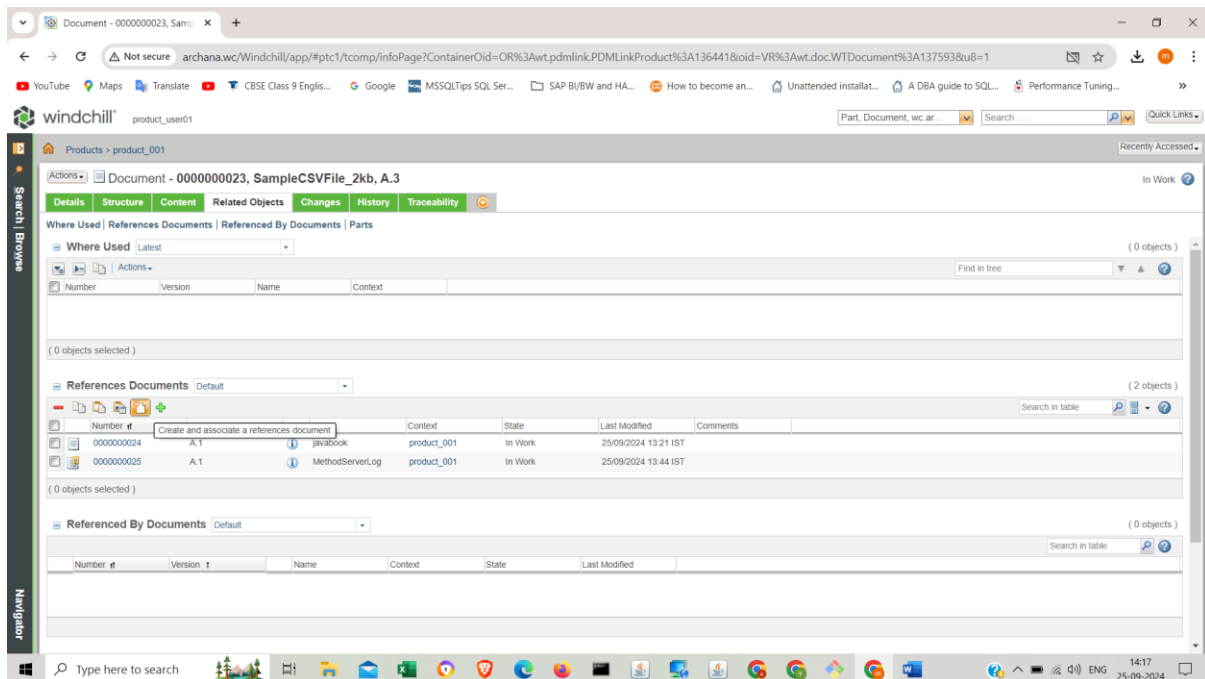 Document - 0000000023, Samp
Not secure archana.wc/Windchill/app/#ptc1/tcomp/infoPage?ContainerOid=OR%3Awt.pdmlink.PDMLinkProduct%3A136441&oid=VR%3Awt.doc.WTDocument%3A137593&u8=1
m
YouTube Maps Translate CBSE Class 9 Englis... Google MSSQLTips SQL Ser... SAP BI/BW and HA... How to become an... Unattended installat... A DBA guide to SQL... Performance Tuning... »
windchill product_user01 Part, Document, wc.ar... Search . . . Quick Links
Products > product_001 Recently Accessed
Actions Document - 0000000023, SampleCSVFile_2kb, A.3 In Work
Details Structure Content Related Objects Changes History Traceability
Search | Browse
Where Used | References Documents | Referenced By Documents | Parts
Where Used Latest ( 0 objects )
Actions Find in tree
Number Version Name Context
( 0 objects selected )
References Documents Default ( 2 objects )
Search in table
Number Context State Last Modified Comments
Create and associate a references document
0000000024 A.1 javabook product_001 In Work 25/09/2024 13:21 IST
0000000025 A.1 MethodServerLog product_001 In Work 25/09/2024 13:44 IST
( 0 objects selected )
Referenced By Documents Default ( 0 objects )
Search in table
Number Version Name Context State Last Modified
Navigator
Type here to search ENG 14:17
25-09-2024